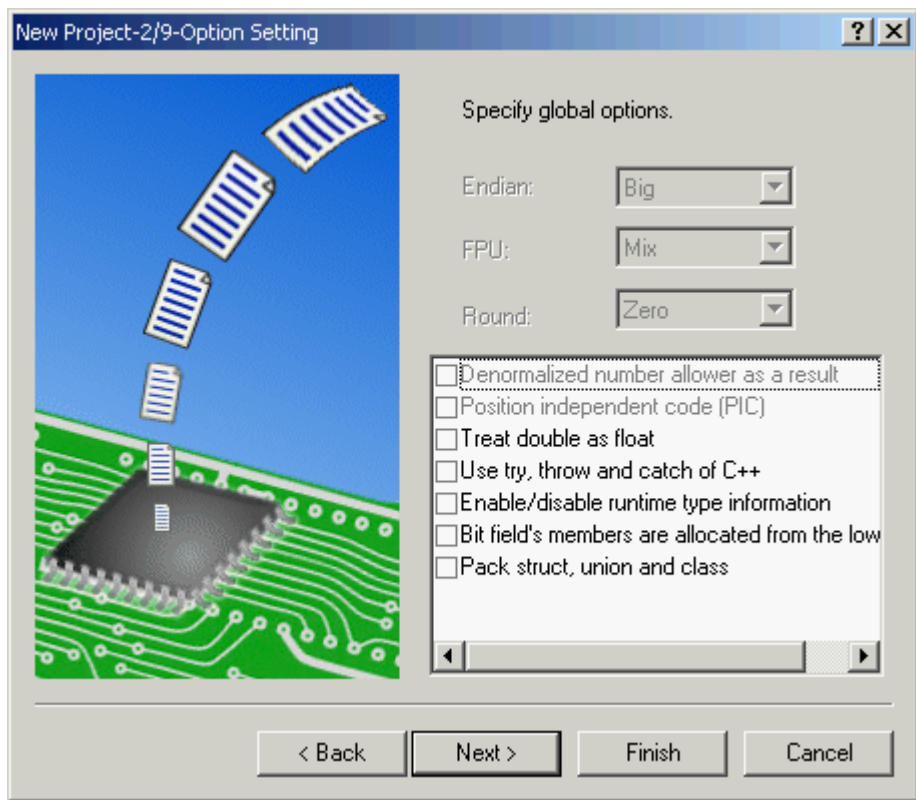 New Project-2/9-Option Setting
Specify global options.
Endian: Big
FPU: Mix
Round: Zero
Denormalized number allower as a result
Position independent code (PIC)
Treat double as float
Use try, throw and catch of C++
Enable/disable runtime type information
Bit field's members are allocated from the low
Pack struct, union and class
< Back Next > Finish Cancel